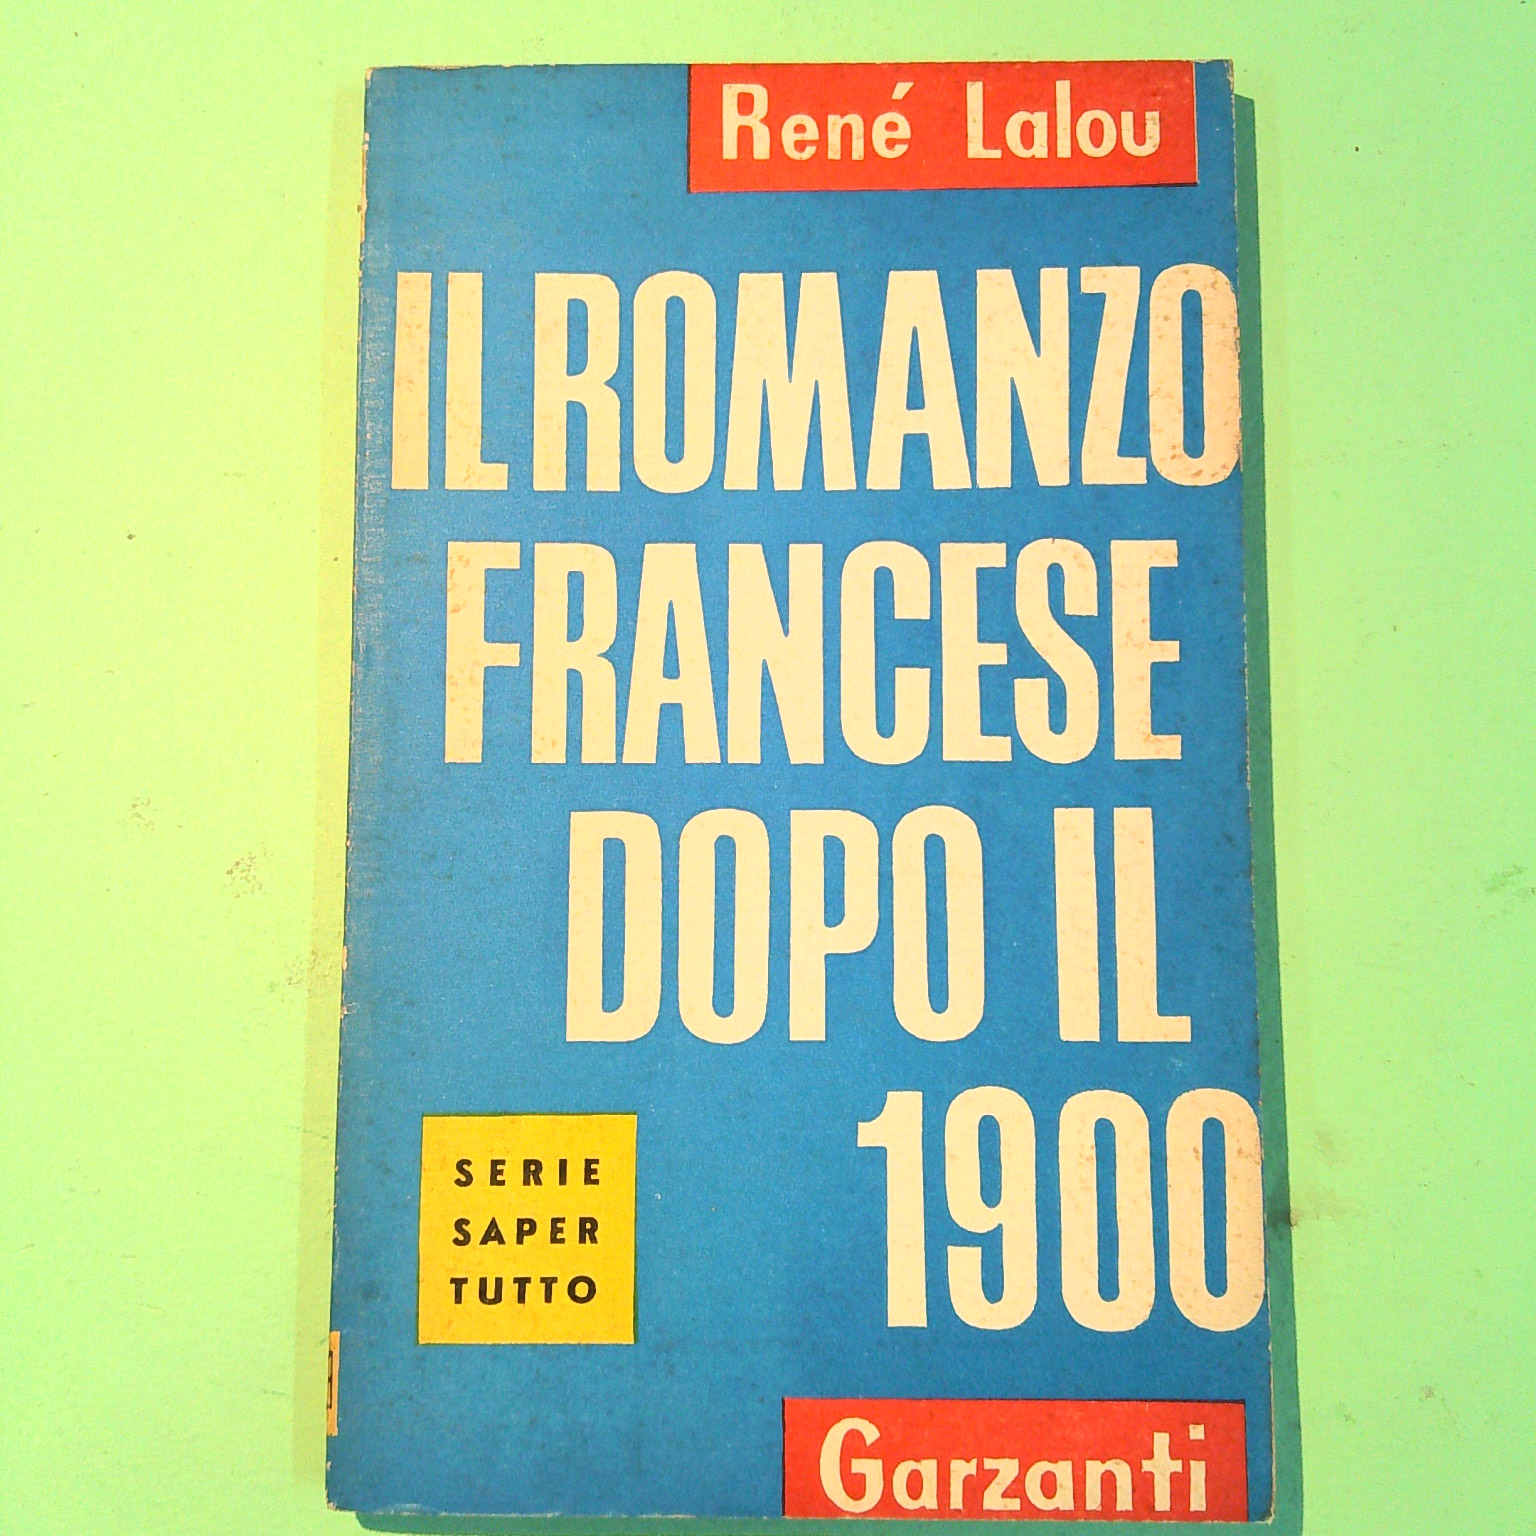 René Lalou
IL ROMANZO
FRANCESE
DOPO IL
1900
SERIE
SAPER
TUTTO
Garzanti